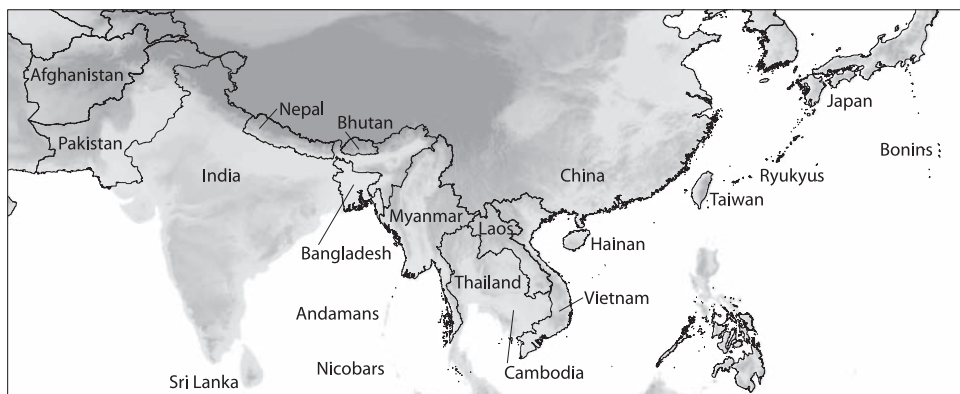 Afghanistan
Nepal
Bhutan
Japan
Pakistan
India
China
Bonins
Ryukyus
Taiwan
Myanmar
Laos
Hainan
Bangladesh
Thailand
Vietnam
Andamans
Nicobars
Cambodia
Sri Lanka